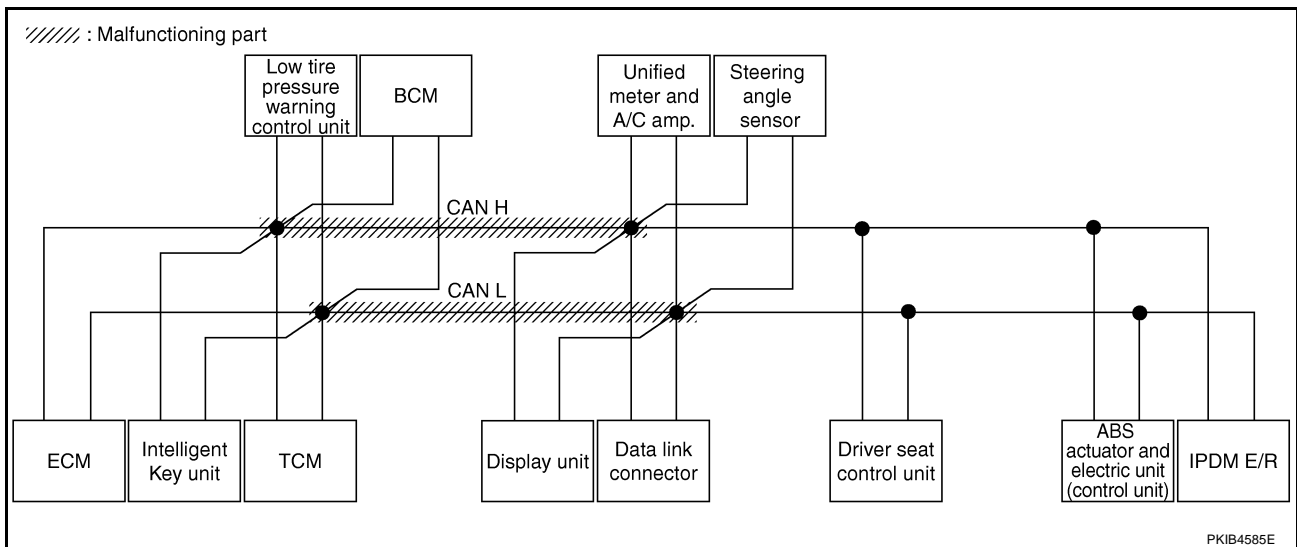 : Malfunctioning part
Low tire
pressure
warning
control unit
BCM
Unified
meter and
A/C amp.
Steering
angle
sensor
CAN H
CAN L
ECM
Intelligent
Key unit
TCM
Display unit
Data link
connector
Driver seat
control unit
ABS
actuator and
electric unit
(control unit)
IPDM E/R
PKIB4585E